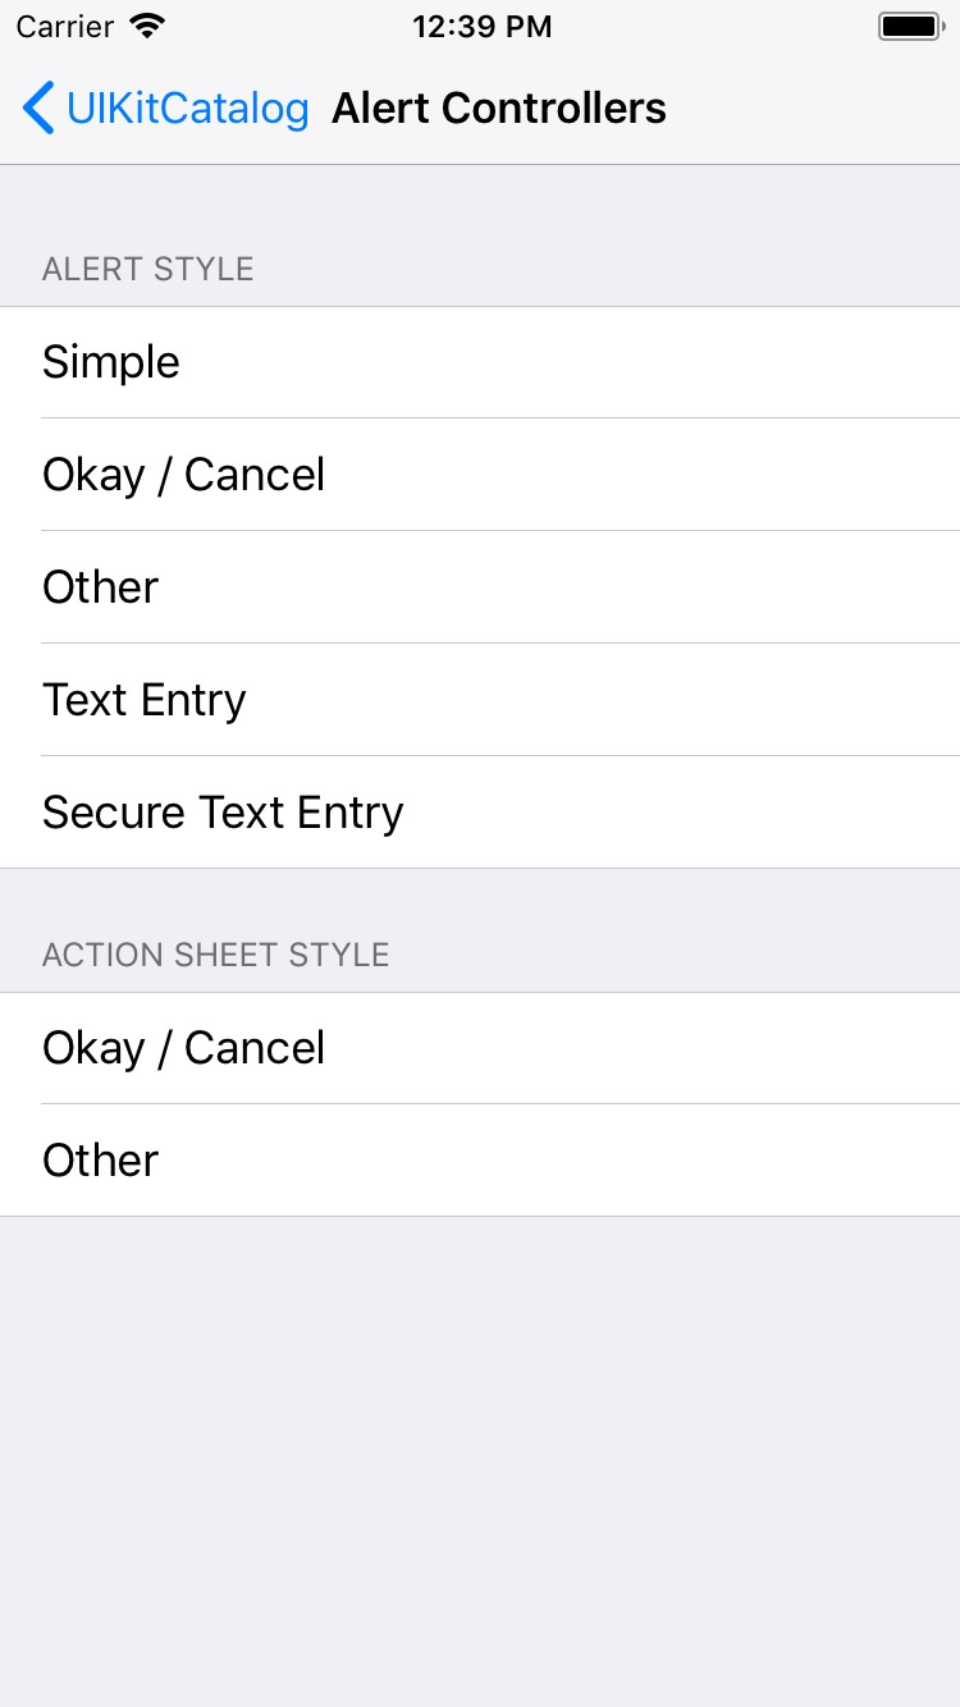 Carrier 12:39 PM
UIKitCatalog Alert Controllers
ALERT STYLE
Simple
Okay / Cancel
Other
Text Entry
Secure Text Entry
ACTION SHEET STYLE
Okay / Cancel
Other